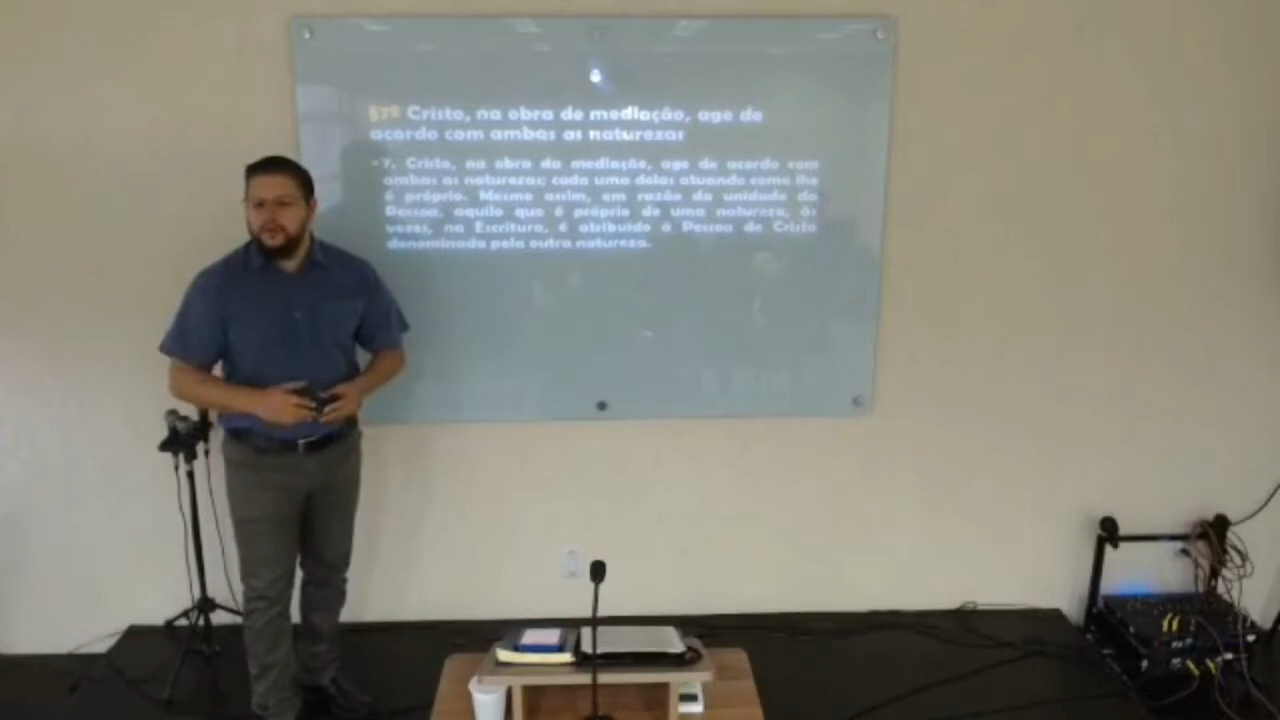 §7º Cristo, na obra de mediação, age de
acordo com ambas as naturezas
•7. Cristo, na obra da mediação, age de acordo com
ambas as naturezas; cada uma delas atuando como lhe
é próprio. Mesmo assim, em razão da unidade da
Pessoa, aquilo que é próprio de uma natureza, às
vezes, na Escritura, é atribuído à Pessoa de Cristo
denominada pela outra natureza.